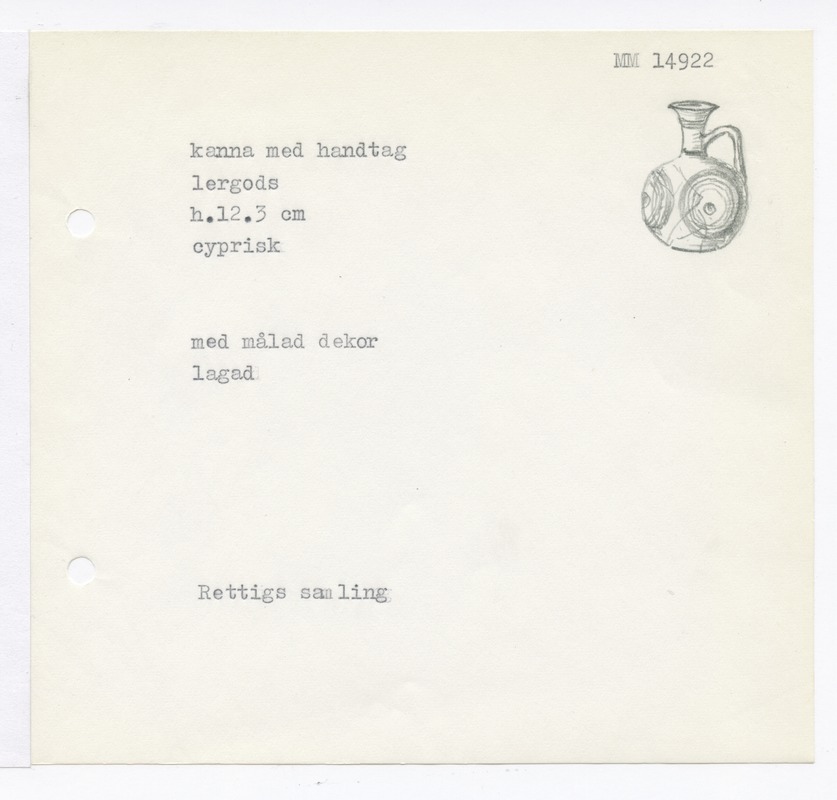 MM 14922
kanna med handtag
lergods
h.12.3 cm
cyprisk
med målad dekor
lagad
Rettigs samling